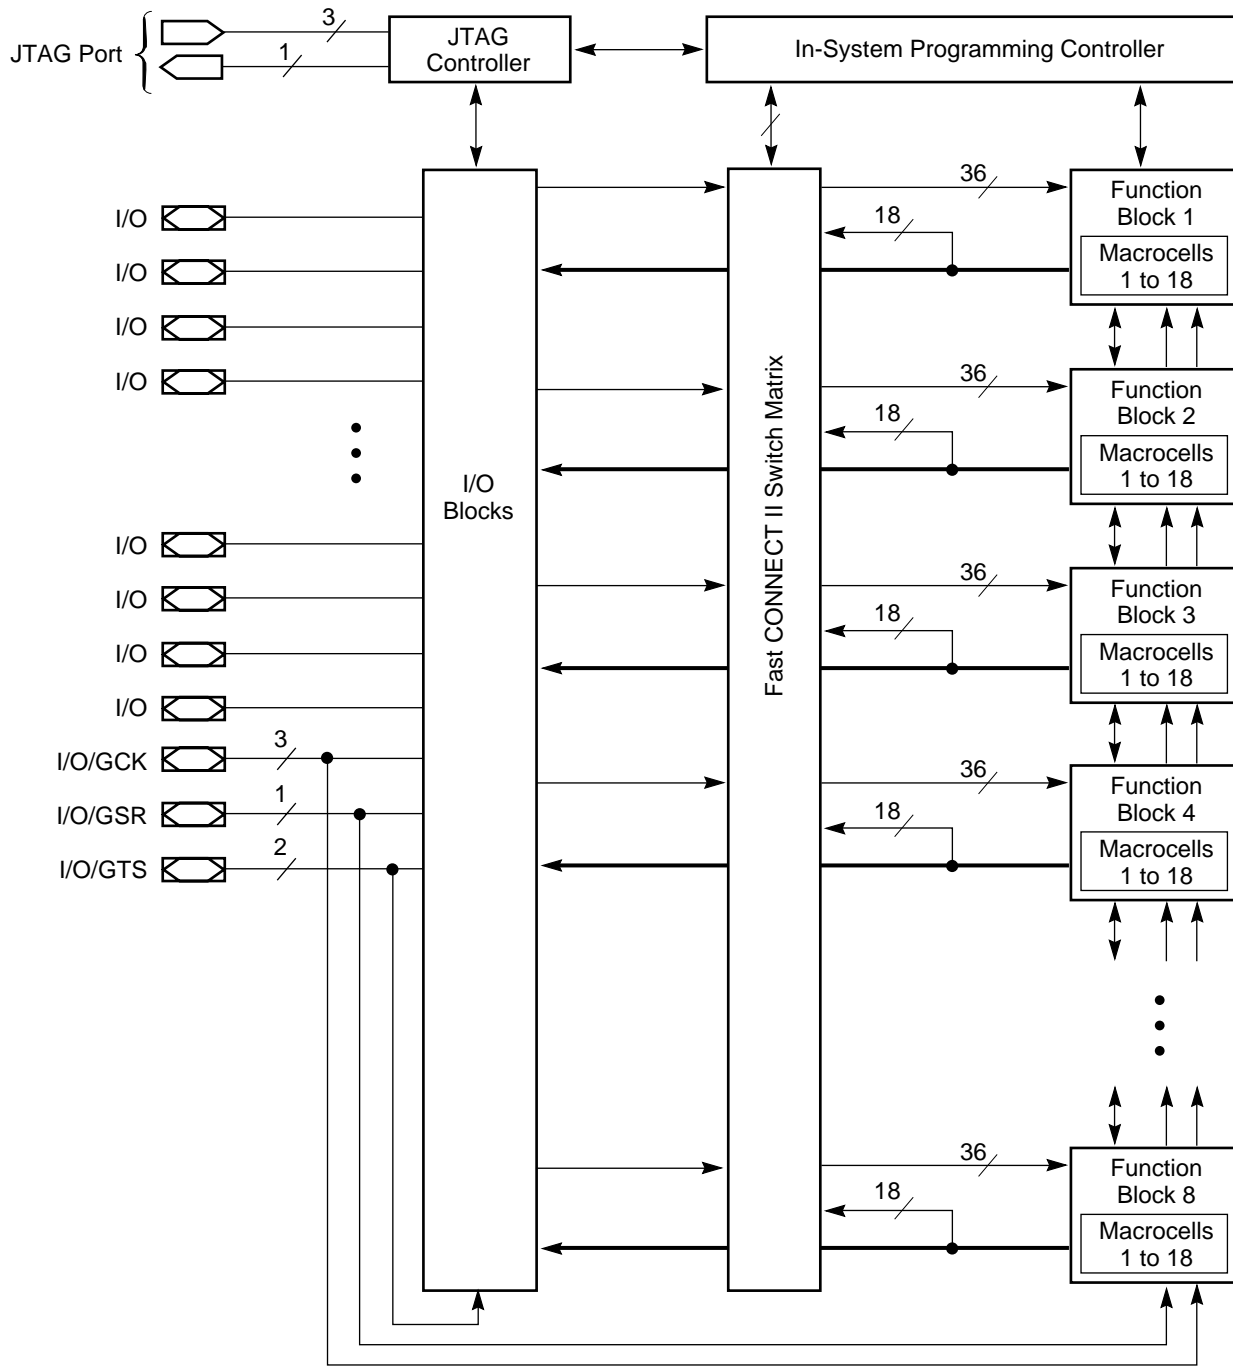 JTAG Port
3
1
JTAG
Controller
In-System Programming Controller
I/O
I/O
I/O
I/O
I/O
I/O
I/O
I/O
I/O/GCK
3
I/O/GSR
1
I/O/GTS
2
I/O
Blocks
Fast CONNECT II Switch Matrix
36
18
Function
Block 1
Macrocells
1 to 18
36
18
Function
Block 2
Macrocells
1 to 18
36
18
Function
Block 3
Macrocells
1 to 18
36
18
Function
Block 4
Macrocells
1 to 18
36
18
Function
Block 8
Macrocells
1 to 18